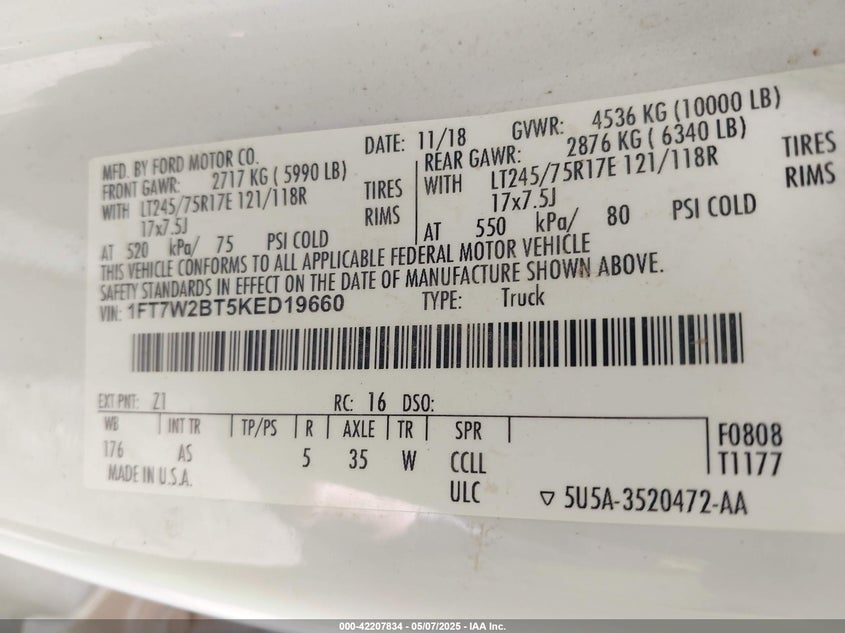 MFD. BY FORD MOTOR CO. DATE: 11/18 GVWR: 4536 KG (10000 LB)
FRONT GAWR: 2717 KG ( 5990 LB) REAR GAWR: 2876 KG ( 6340 LB)
WITH LT245/75R17E 121/118R TIRES WITH LT245/75R17E 121/118R TIRES
17x7.5J RIMS 17x7.5J RIMS
AT 520 kPa/ 75 PSI COLD AT 550 kPa/ 80 PSI COLD
THIS VEHICLE CONFORMS TO ALL APPLICABLE FEDERAL MOTOR VEHICLE
SAFETY STANDARDS IN EFFECT ON THE DATE OF MANUFACTURE SHOWN ABOVE.
VIN: 1FT7W2BT5KED19660 TYPE: Truck
EXT PNT: Z1 RC: 16 DSO:
WB INT TR TP/PS R AXLE TR SPR F0808
176 AS 5 35 W CCLL T1177
MADE IN U.S.A. ULC ▽ 5U5A-3520472-AA
000-42207834 - 05/07/2025 - IAA Inc.